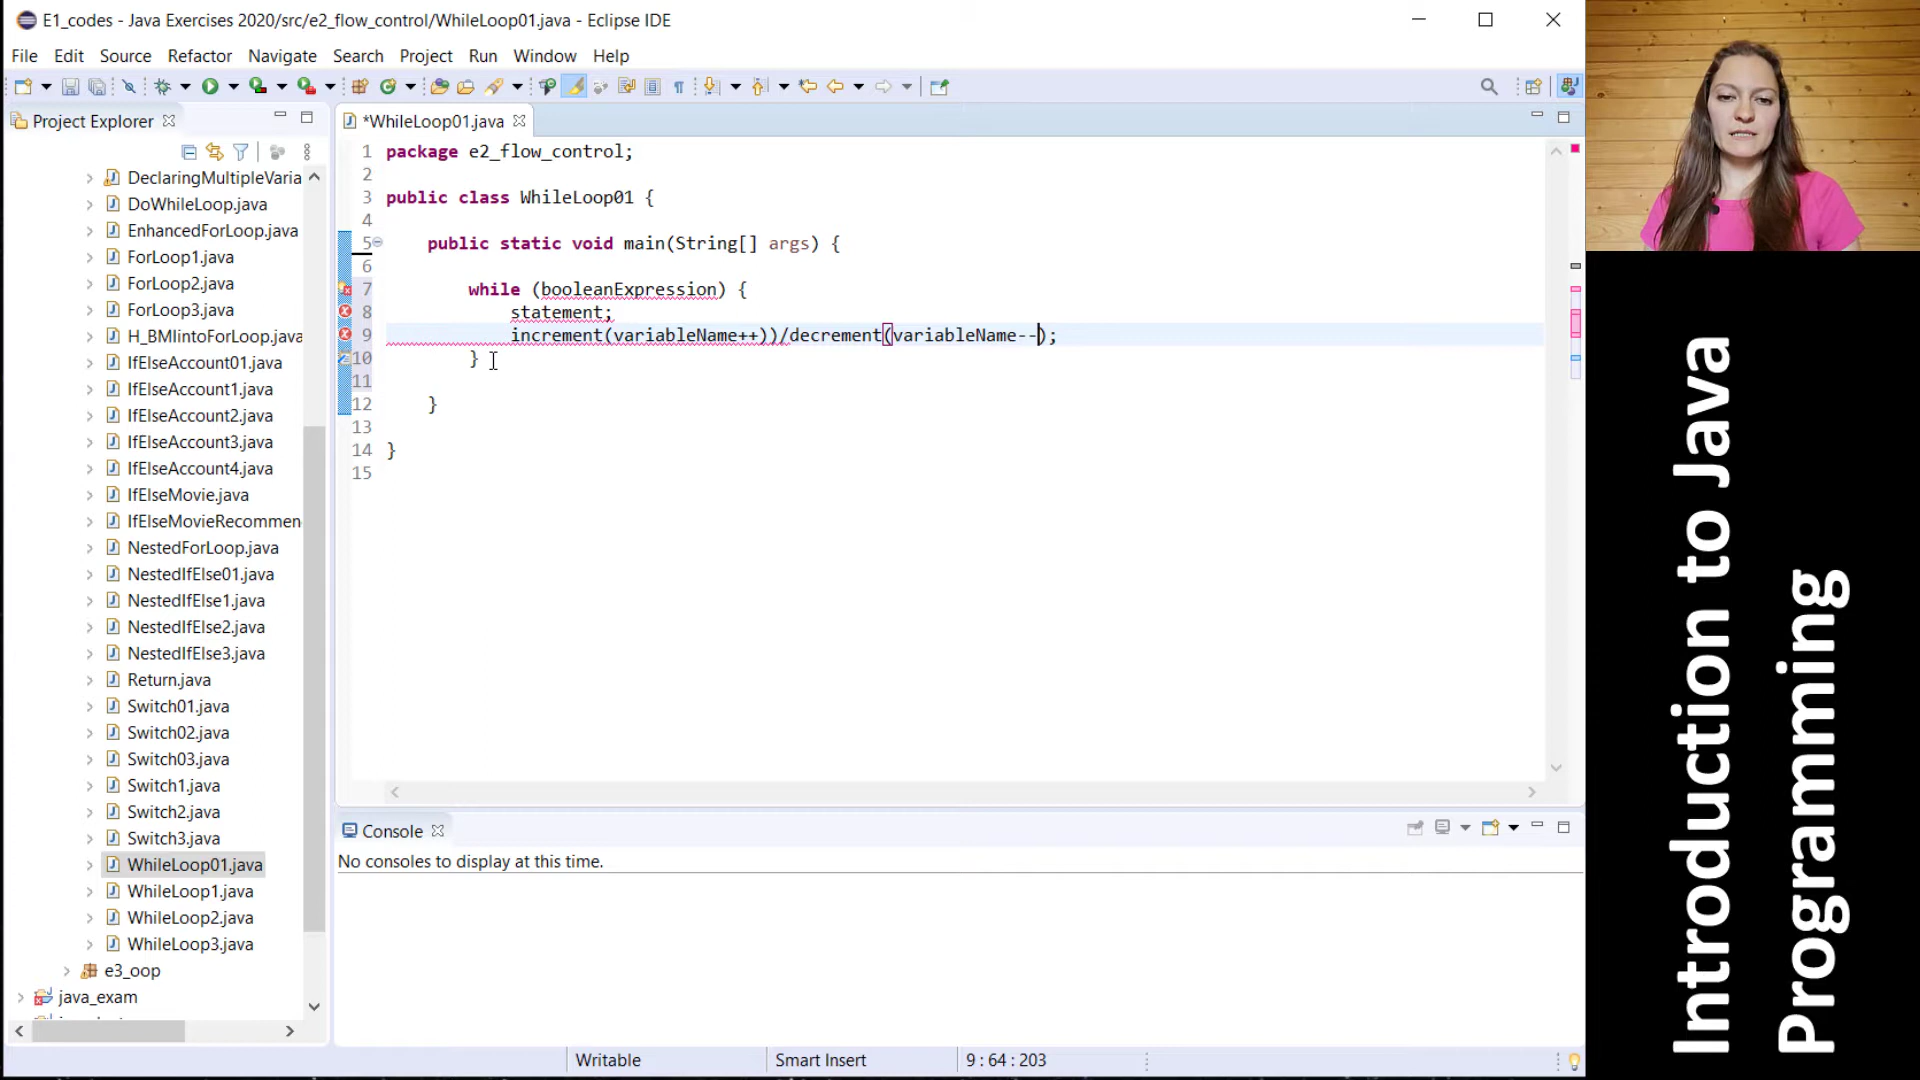 E1_codes - Java Exercises 2020/src/e2_flow_control/WhileLoop01.java - Eclipse IDE
File Edit Source Refactor Navigate Search Project Run Window Help
Project Explorer
*WhileLoop01.java
DeclaringMultipleVaria
DoWhileLoop.java
EnhancedForLoop.java
ForLoop1.java
ForLoop2.java
ForLoop3.java
H_BMIintoForLoop.java
IfElseAccount01.java
IfElseAccount1.java
IfElseAccount2.java
IfElseAccount3.java
IfElseAccount4.java
IfElseMovie.java
IfElseMovieRecommen
NestedForLoop.java
NestedIfElse01.java
NestedIfElse1.java
NestedIfElse2.java
NestedIfElse3.java
Return.java
Switch01.java
Switch02.java
Switch03.java
Switch1.java
Switch2.java
Switch3.java
WhileLoop01.java
WhileLoop1.java
WhileLoop2.java
WhileLoop3.java
e3_oop
java_exam
1 package e2_flow_control;
2
3 public class WhileLoop01 {
4
5 public static void main(String[] args) {
6
7 while (booleanExpression) {
8 statement;
9 increment(variableName++))/decrement(variableName--);
10 }
11
12 }
13
14 }
15
Console
No consoles to display at this time.
Writable Smart Insert 9 : 64 : 203
Introduction to Java
Programming